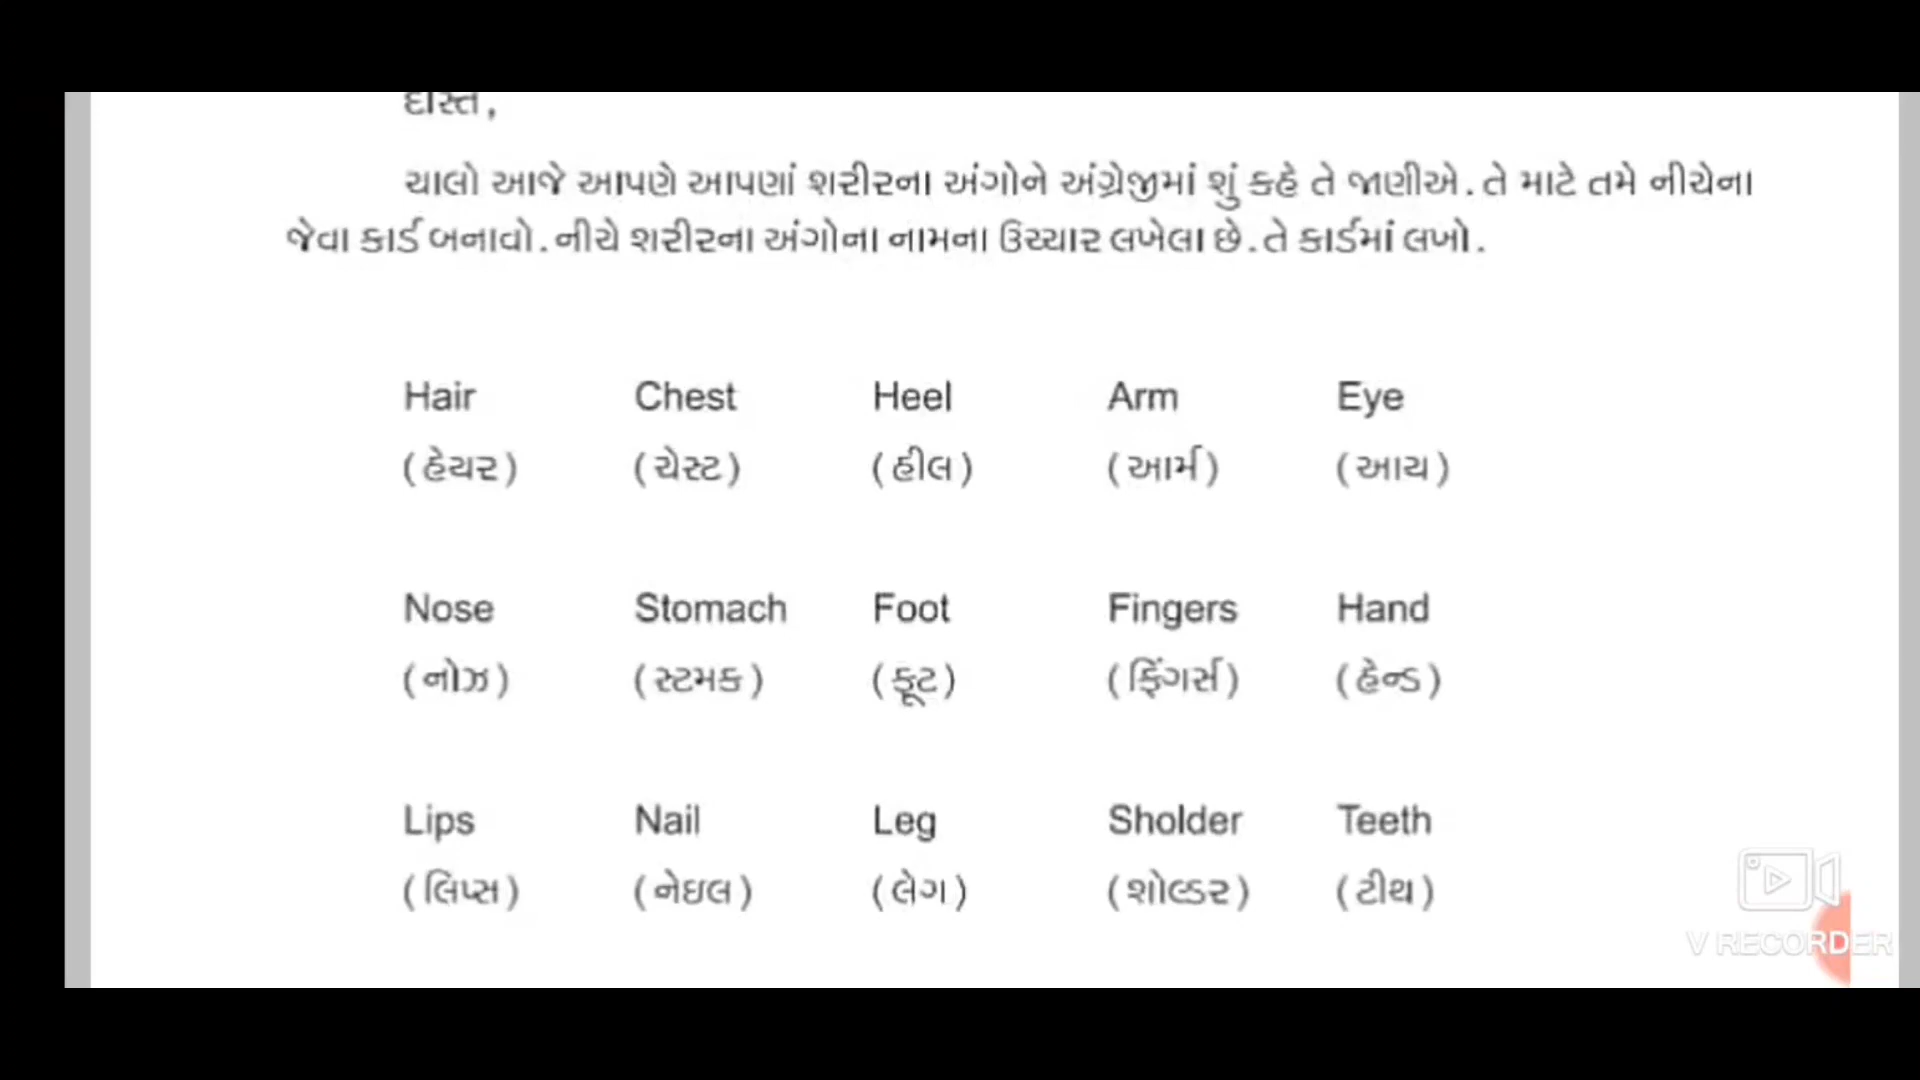 દોસ્ત,
ચાલો આજે આપણે આપણાં શરીરના અંગોને અંગ્રેજીમાં શું કહે તે જાણીએ. તે માટે તમે નીચેના
જેવા કાર્ડ બનાવો. નીચે શરીરના અંગોના નામના ઉચ્ચાર લખેલા છે. તે કાર્ડમાં લખો.
Hair Chest Heel Arm Eye
(હેયર) (ચેસ્ટ) (હીલ) (આર્મ) (આય)
Nose Stomach Foot Fingers Hand
(નોઝ) (સ્ટમક) (ફૂટ) (ફિંગર્સ) (હેન્ડ)
Lips Nail Leg Sholder Teeth
(લિપ્સ) (નેઇલ) (લેગ) (શોલ્ડર) (ટીથ)
V RECORDER